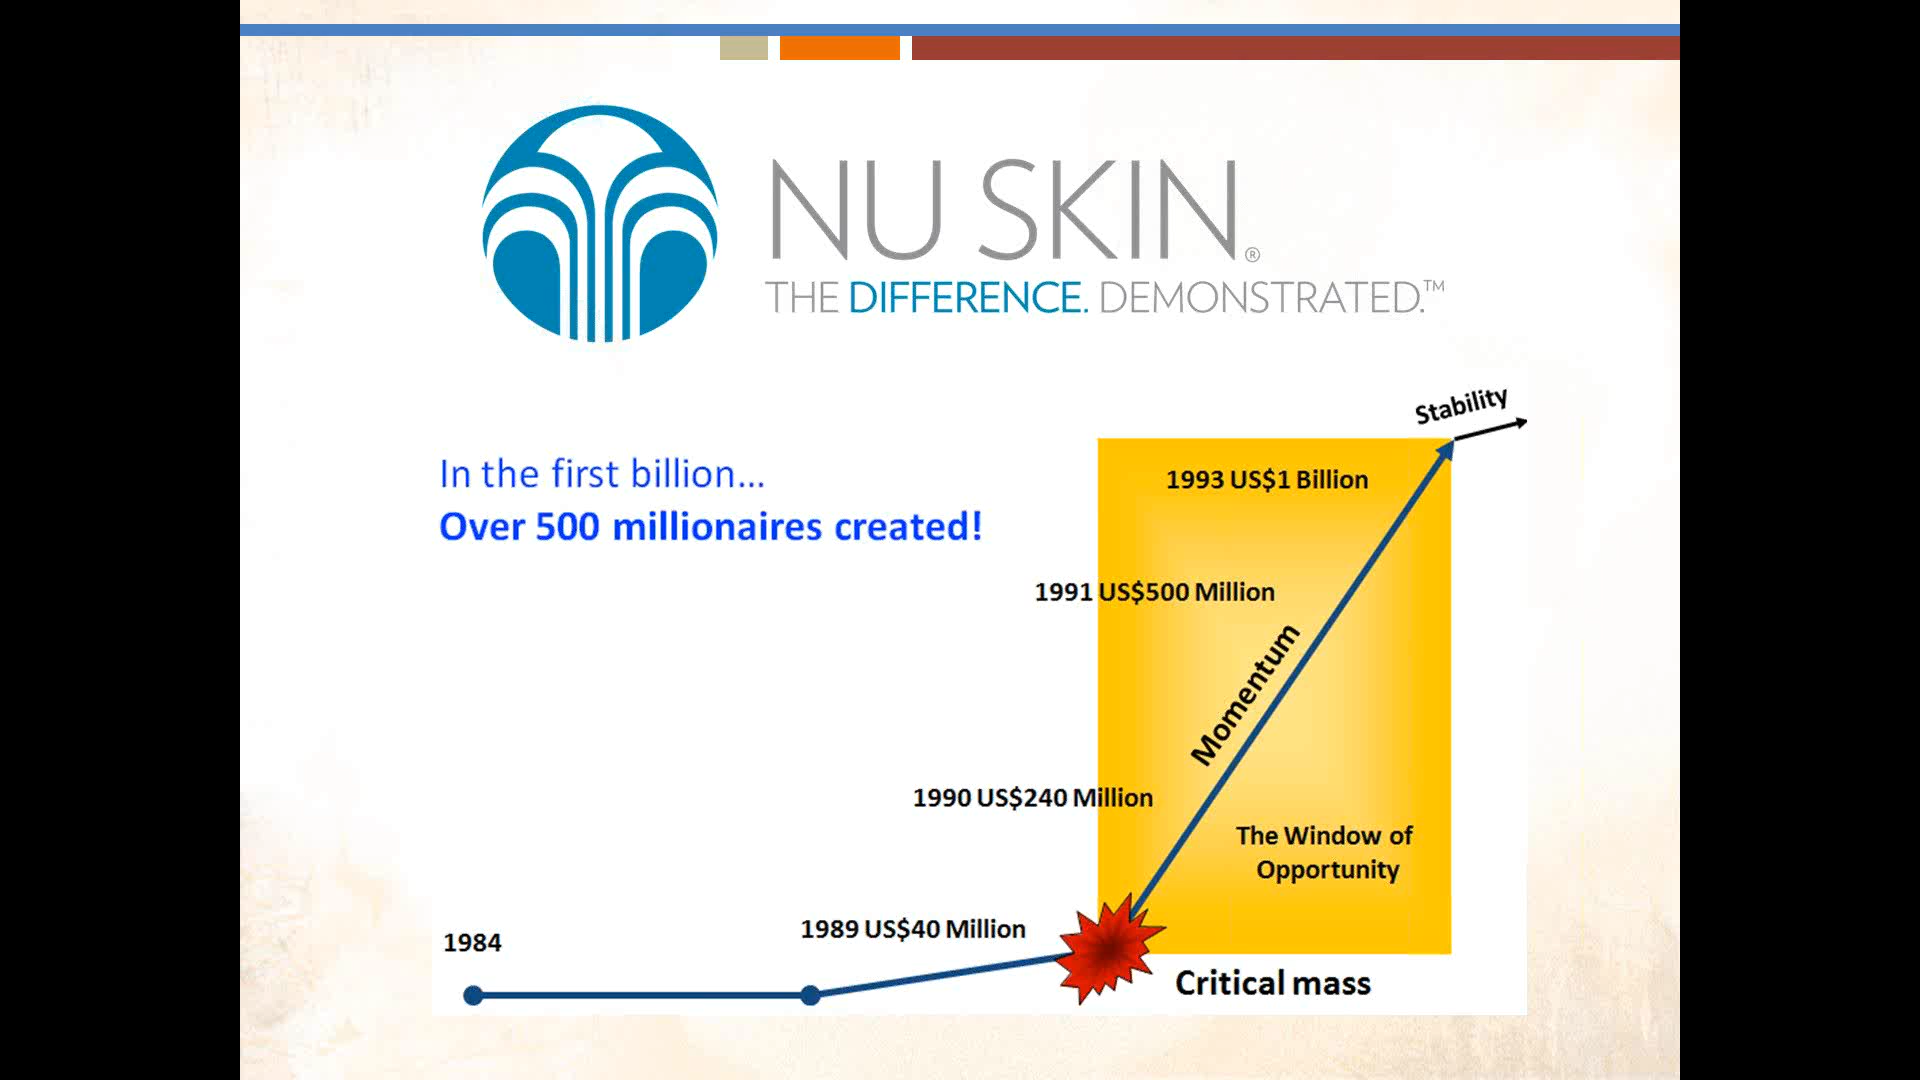 NU SKIN®
THE DIFFERENCE. DEMONSTRATED.™
Stability
In the first billion...
Over 500 millionaires created!
1993 US$1 Billion
1991 US$500 Million
Momentum
1990 US$240 Million
The Window of
Opportunity
1989 US$40 Million
1984
Critical mass